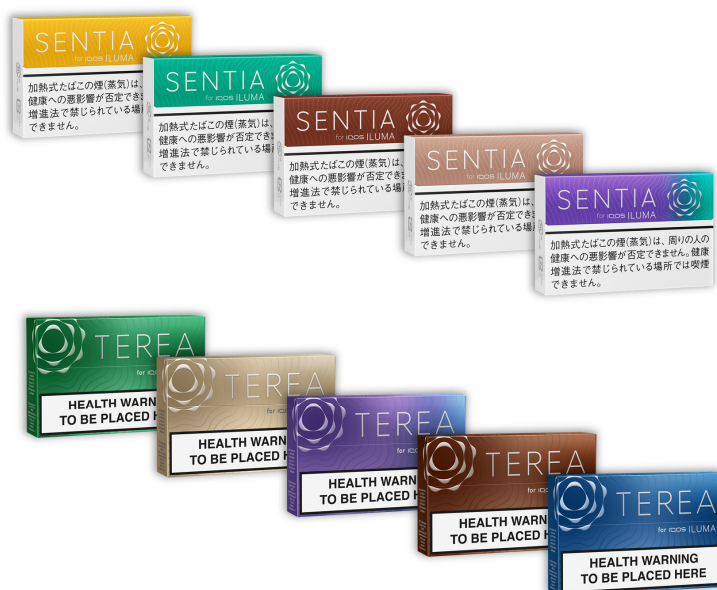 SENTIA
for IQOS ILUMA
加熱式たばこの煙(蒸気)は、
健康への悪影響が否定でき
増進法で禁じられている場
できません。
SENTIA
for IQOS ILUMA
加熱式たばこの煙(蒸気)は、
健康への悪影響が否定でき
増進法で禁じられている場
できません。
SENTIA
for IQOS ILUMA
加熱式たばこの煙(蒸気)は、
健康への悪影響が否定でき
増進法で禁じられている場
できません。
SENTIA
for IQOS ILUMA
加熱式たばこの煙(蒸気)は、
健康への悪影響が否定でき
増進法で禁じられている場
できません。
SENTIA
for IQOS ILUMA
加熱式たばこの煙(蒸気)は、周りの人の
健康への悪影響が否定できません。健康
増進法で禁じられている場所では喫煙
できません。
TEREA
for
HEALTH WARN
TO BE PLACED
TEREA
for
HEALTH WARN
TO BE PLACED
TEREA
for
HEALTH WARN
TO BE PLACED
TEREA
for
HEALTH WARN
TO BE PLACED
TEREA
for IQOS ILUMA
HEALTH WARNING
TO BE PLACED HERE